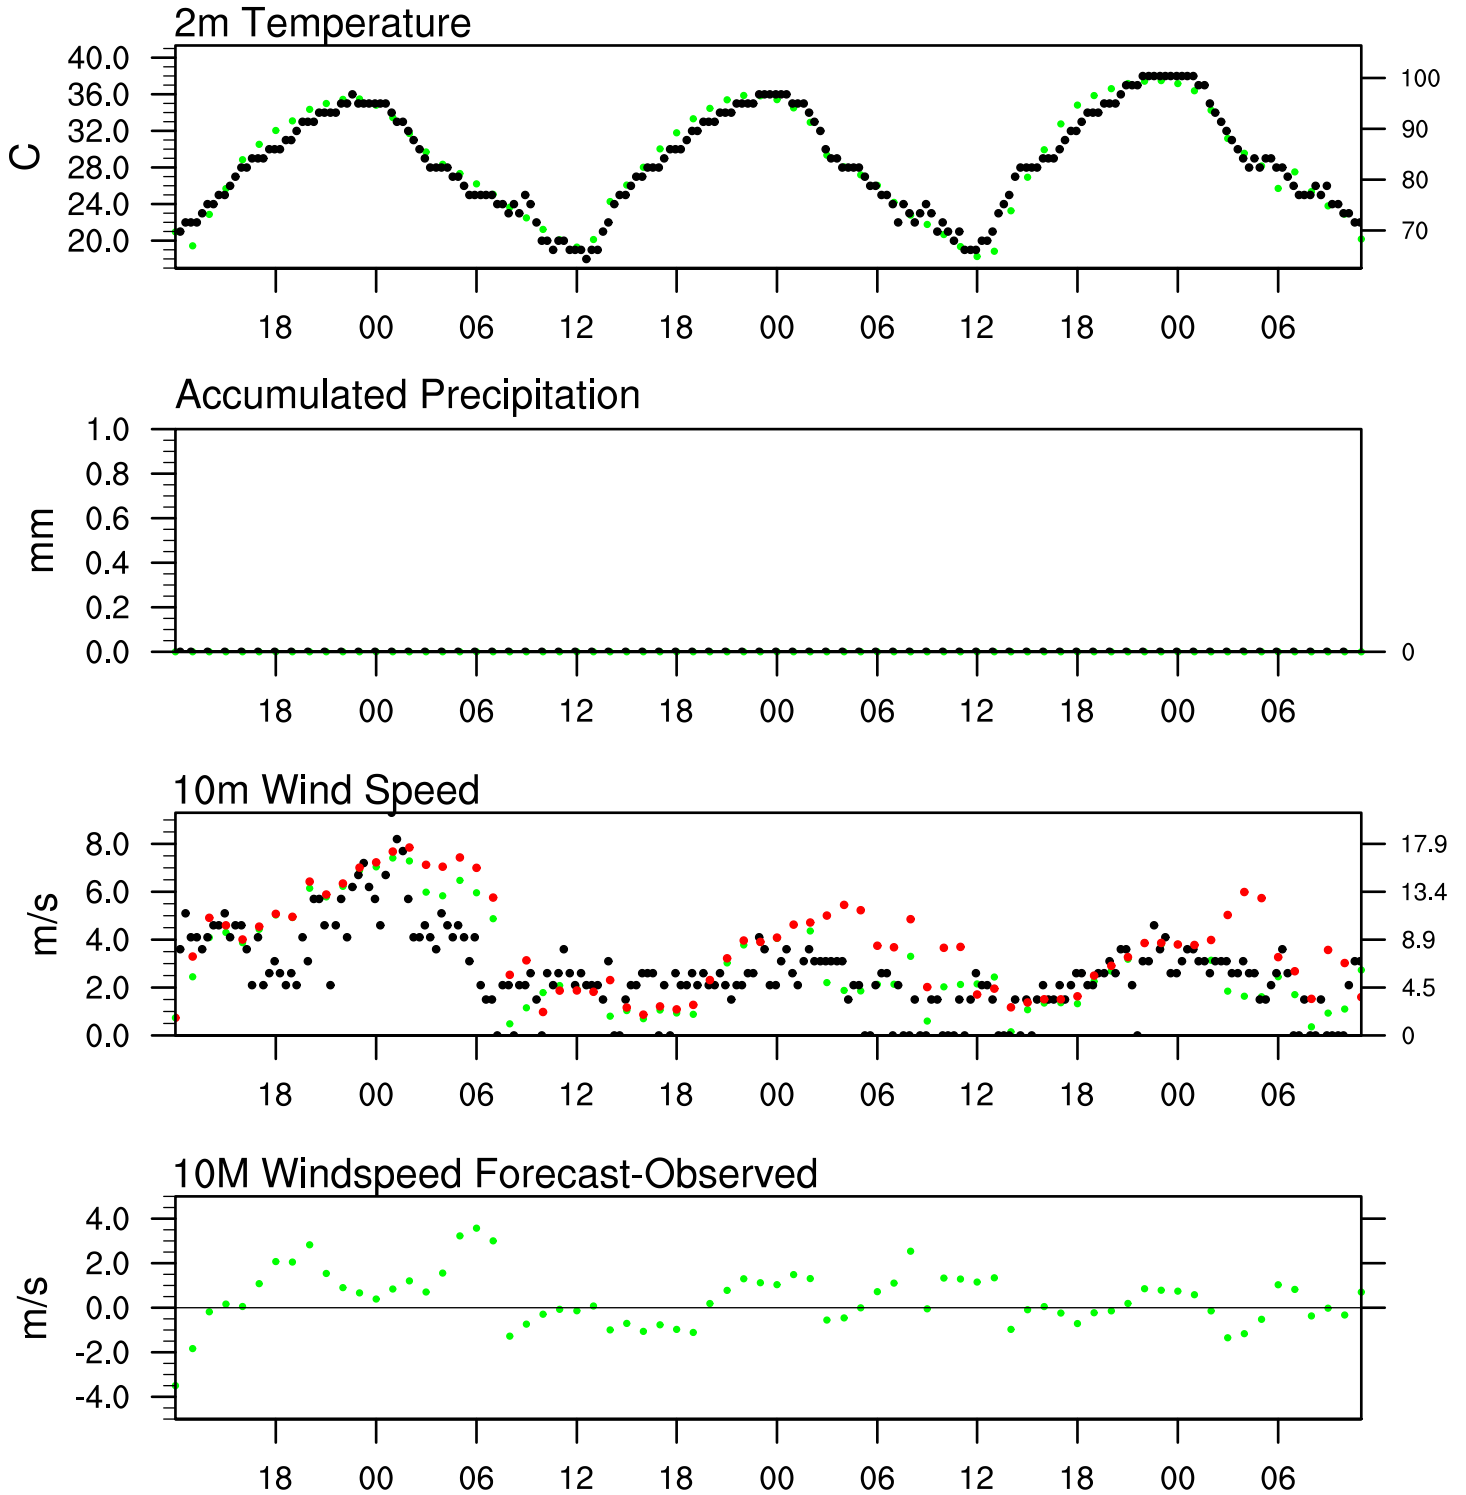 2m Temperature
40.0
36.0
32.0
28.0
24.0
20.0
C
100
90
80
70
18 00 06 12 18 00 06 12 18 00 06
Accumulated Precipitation
1.0
0.8
0.6
0.4
0.2
0.0
mm
0
18 00 06 12 18 00 06 12 18 00 06
10m Wind Speed
8.0
6.0
4.0
2.0
0.0
m/s
17.9
13.4
8.9
4.5
0
18 00 06 12 18 00 06 12 18 00 06
10M Windspeed Forecast-Observed
4.0
2.0
0.0
-2.0
-4.0
m/s
18 00 06 12 18 00 06 12 18 00 06